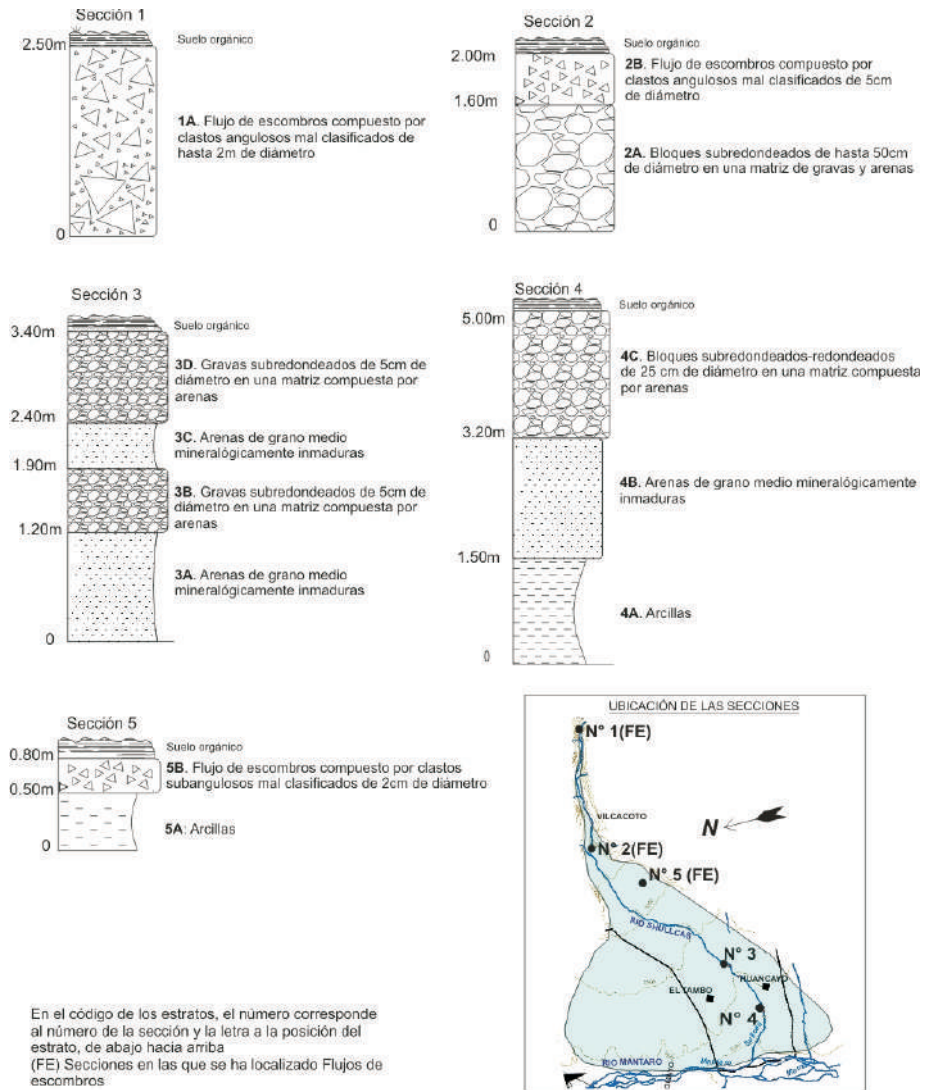 Sección 1
2.50m
Suelo orgánico
1A. Flujo de escombros compuesto por
clastos angulosos mal clasificados de
hasta 2m de diámetro
0
Sección 2
Suelo orgánico
2.00m
2B. Flujo de escombros compuesto por
clastos angulosos mal clasificados de 5cm
de diámetro
1.60m
2A. Bloques subredondeados de hasta 50cm
de diámetro en una matriz de gravas y arenas
0
Sección 3
Suelo orgánico
3.40m
3D. Gravas subredondeados de 5cm de
diámetro en una matriz compuesta por
arenas
2.40m
3C. Arenas de grano medio
mineralógicamente inmaduras
1.90m
3B. Gravas subredondeados de 5cm de
diámetro en una matriz compuesta por
arenas
1.20m
3A. Arenas de grano medio
mineralógicamente inmaduras
0
Sección 4
Suelo orgánico
5.00m
4C. Bloques subredondeados-redondeados
de 25 cm de diámetro en una matriz compuesta
por arenas
3.20m
4B. Arenas de grano medio mineralógicamente
inmaduras
1.50m
4A. Arcillas
0
Sección 5
Suelo orgánico
0.80m
5B. Flujo de escombros compuesto por clastos
subangulosos mal clasificados de 2cm de diámetro
0.50m
5A: Arcillas
0
UBICACIÓN DE LAS SECCIONES
N° 1(FE)
VILCACOTO
N
N° 2(FE)
N° 5 (FE)
RIO SHULLCAS
N° 3
HUANCAYO
EL TAMBO
N° 4
RIO MANTARO
En el código de los estratos, el número corresponde
al número de la sección y la letra a la posición del
estrato, de abajo hacia arriba
(FE) Secciones en las que se ha localizado Flujos de
escombros